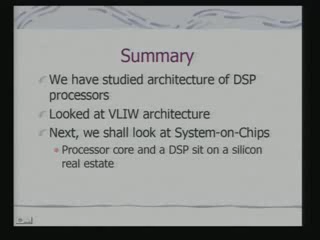 Summary
We have studied architecture of DSP
processors
Looked at VLIW architecture
Next, we shall look at System-on-Chips
Processor core and a DSP sit on a silicon
real estate